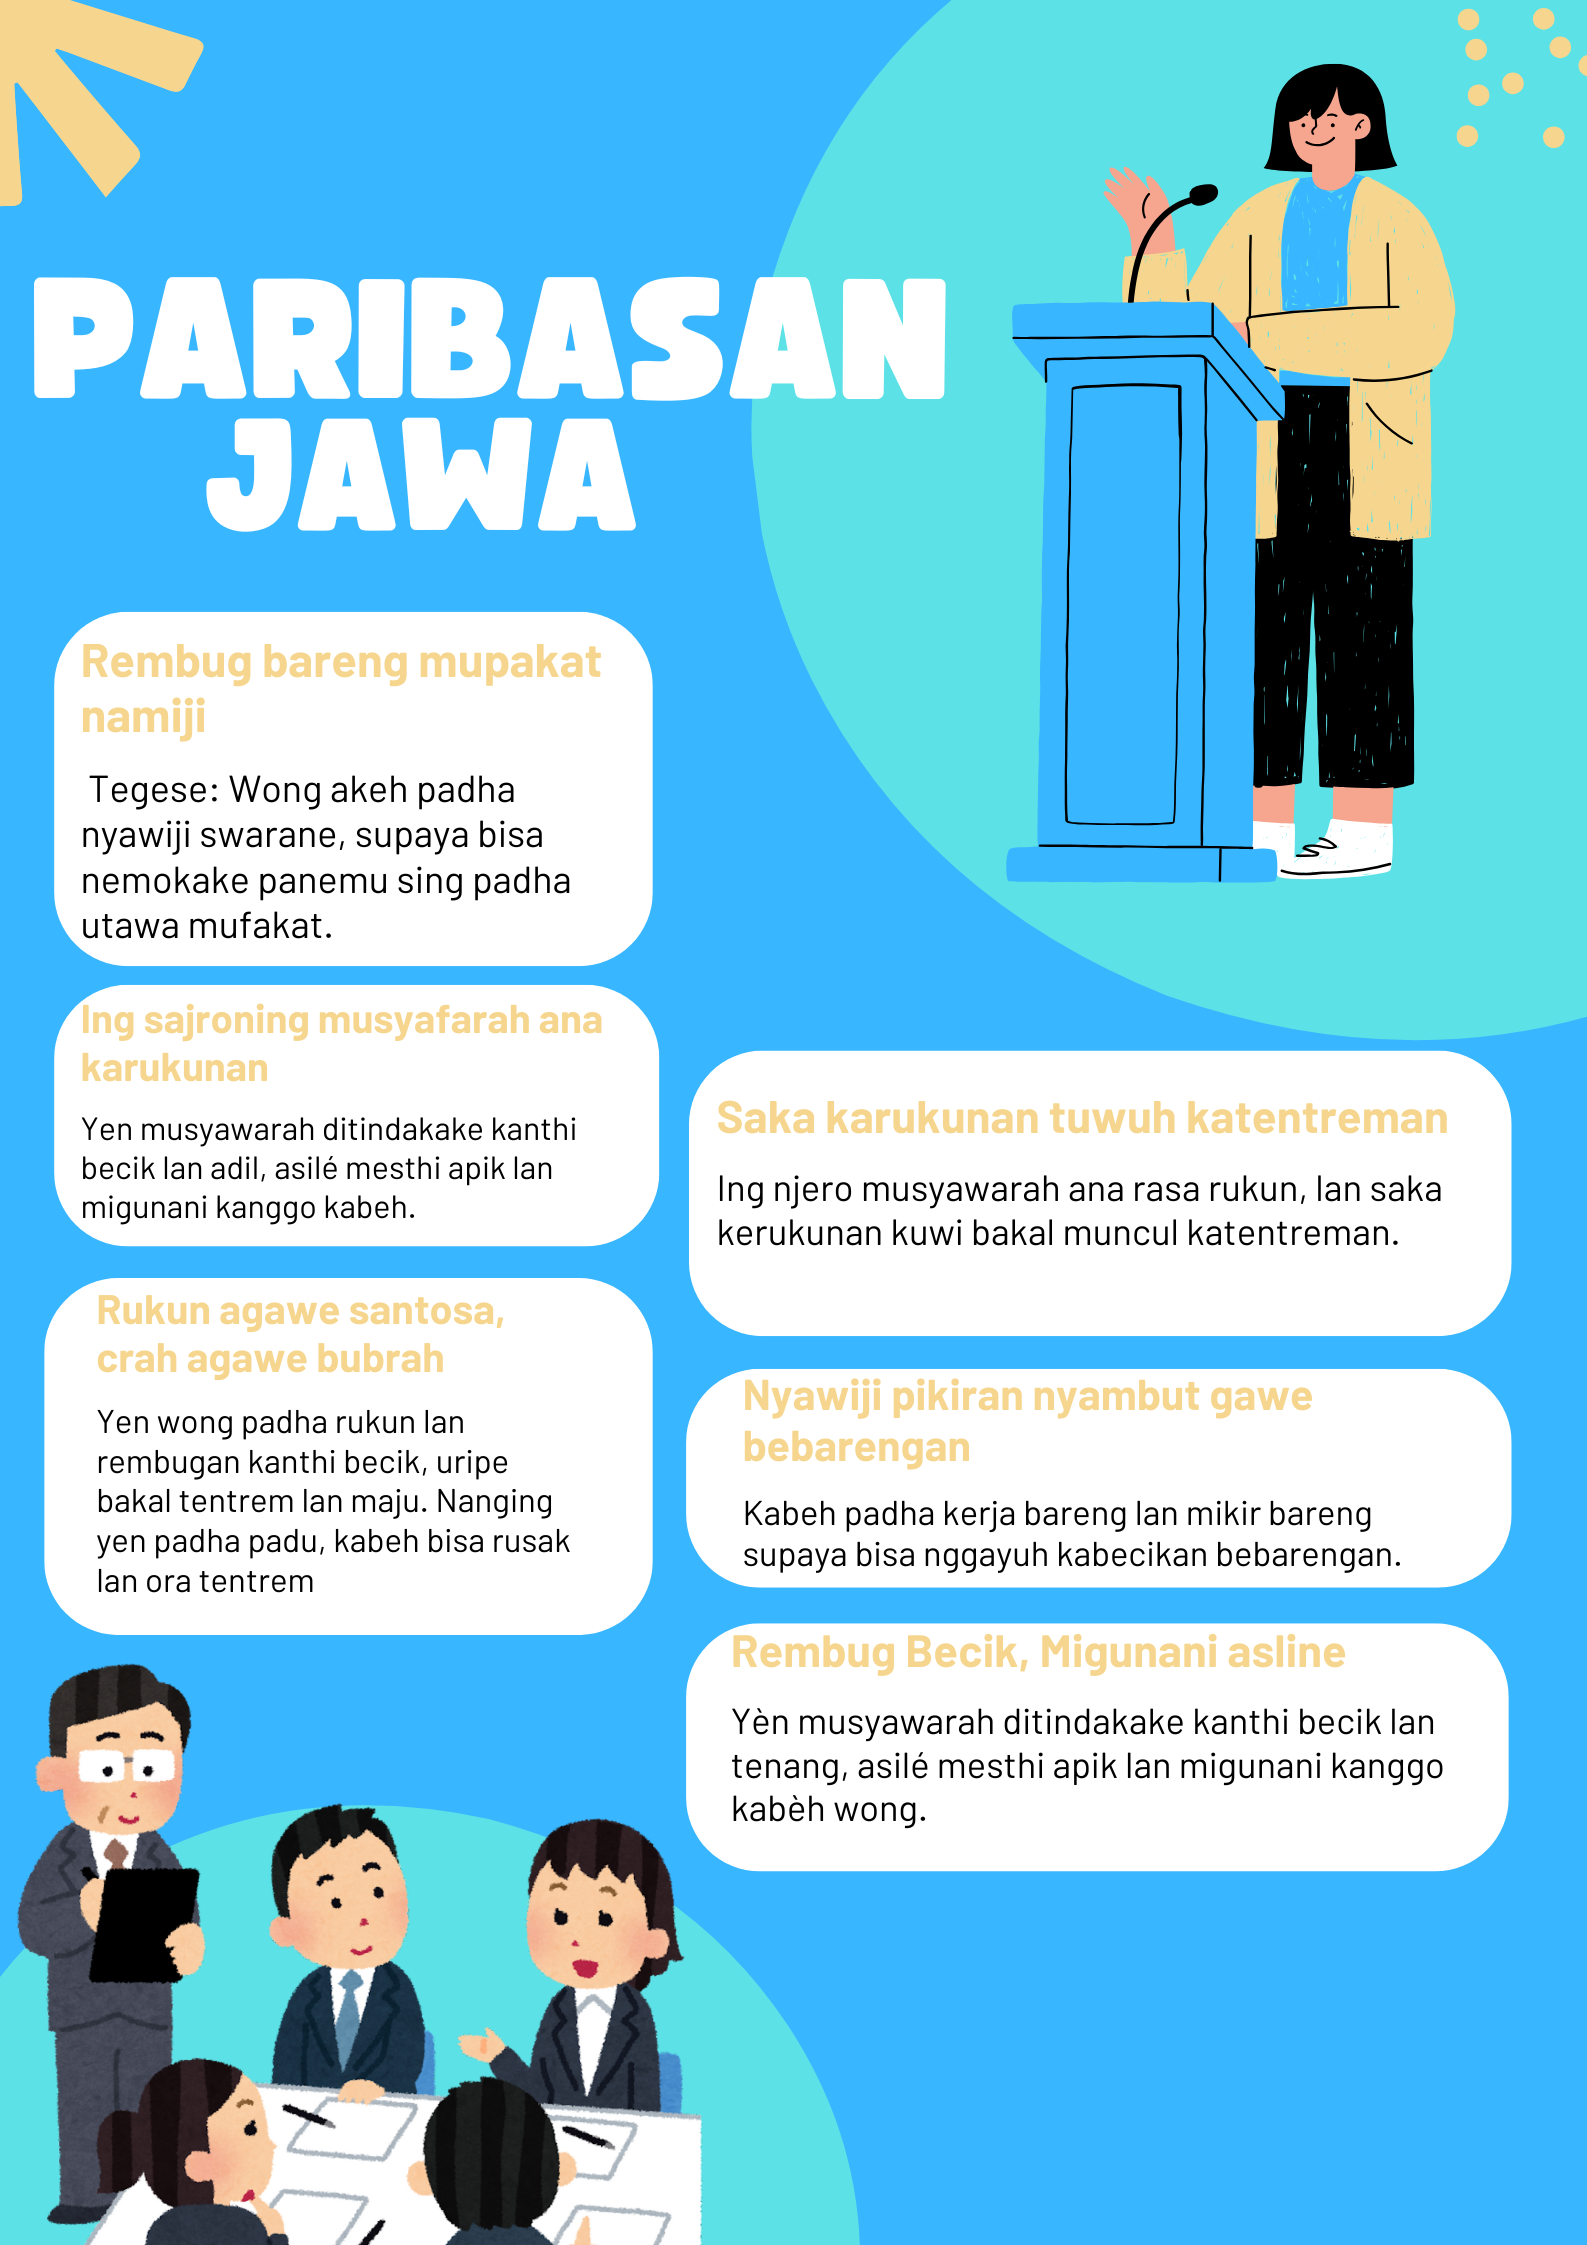 PARIBASAN
JAWA
Rembug bareng mupakat
namiji
Tegese: Wong akeh padha
nyawiji swarane, supaya bisa
nemokake panemu sing padha
utawa mufakat.
Ing sajroning musyafarah ana
karukunan
Yen musyawarah ditindakake kanthi
becik lan adil, asilé mesthi apik lan
migunani kanggo kabeh.
Rukun agawe santosa,
crah agawe bubrah
Yen wong padha rukun lan
rembugan kanthi becik, uripe
bakal tentrem lan maju. Nanging
yen padha padu, kabeh bisa rusak
lan ora tentrem
Saka karukunan tuwuh katentreman
Ing njero musyawarah ana rasa rukun, lan saka
kerukunan kuwi bakal muncul katentreman.
Nyawiji pikiran nyambut gawe
bebarengan
Kabeh padha kerja bareng lan mikir bareng
supaya bisa nggayuh kabecikan bebarengan.
Rembug Becik, Migunani asline
Yèn musyawarah ditindakake kanthi becik lan
tenang, asilé mesthi apik lan migunani kanggo
kabèh wong.